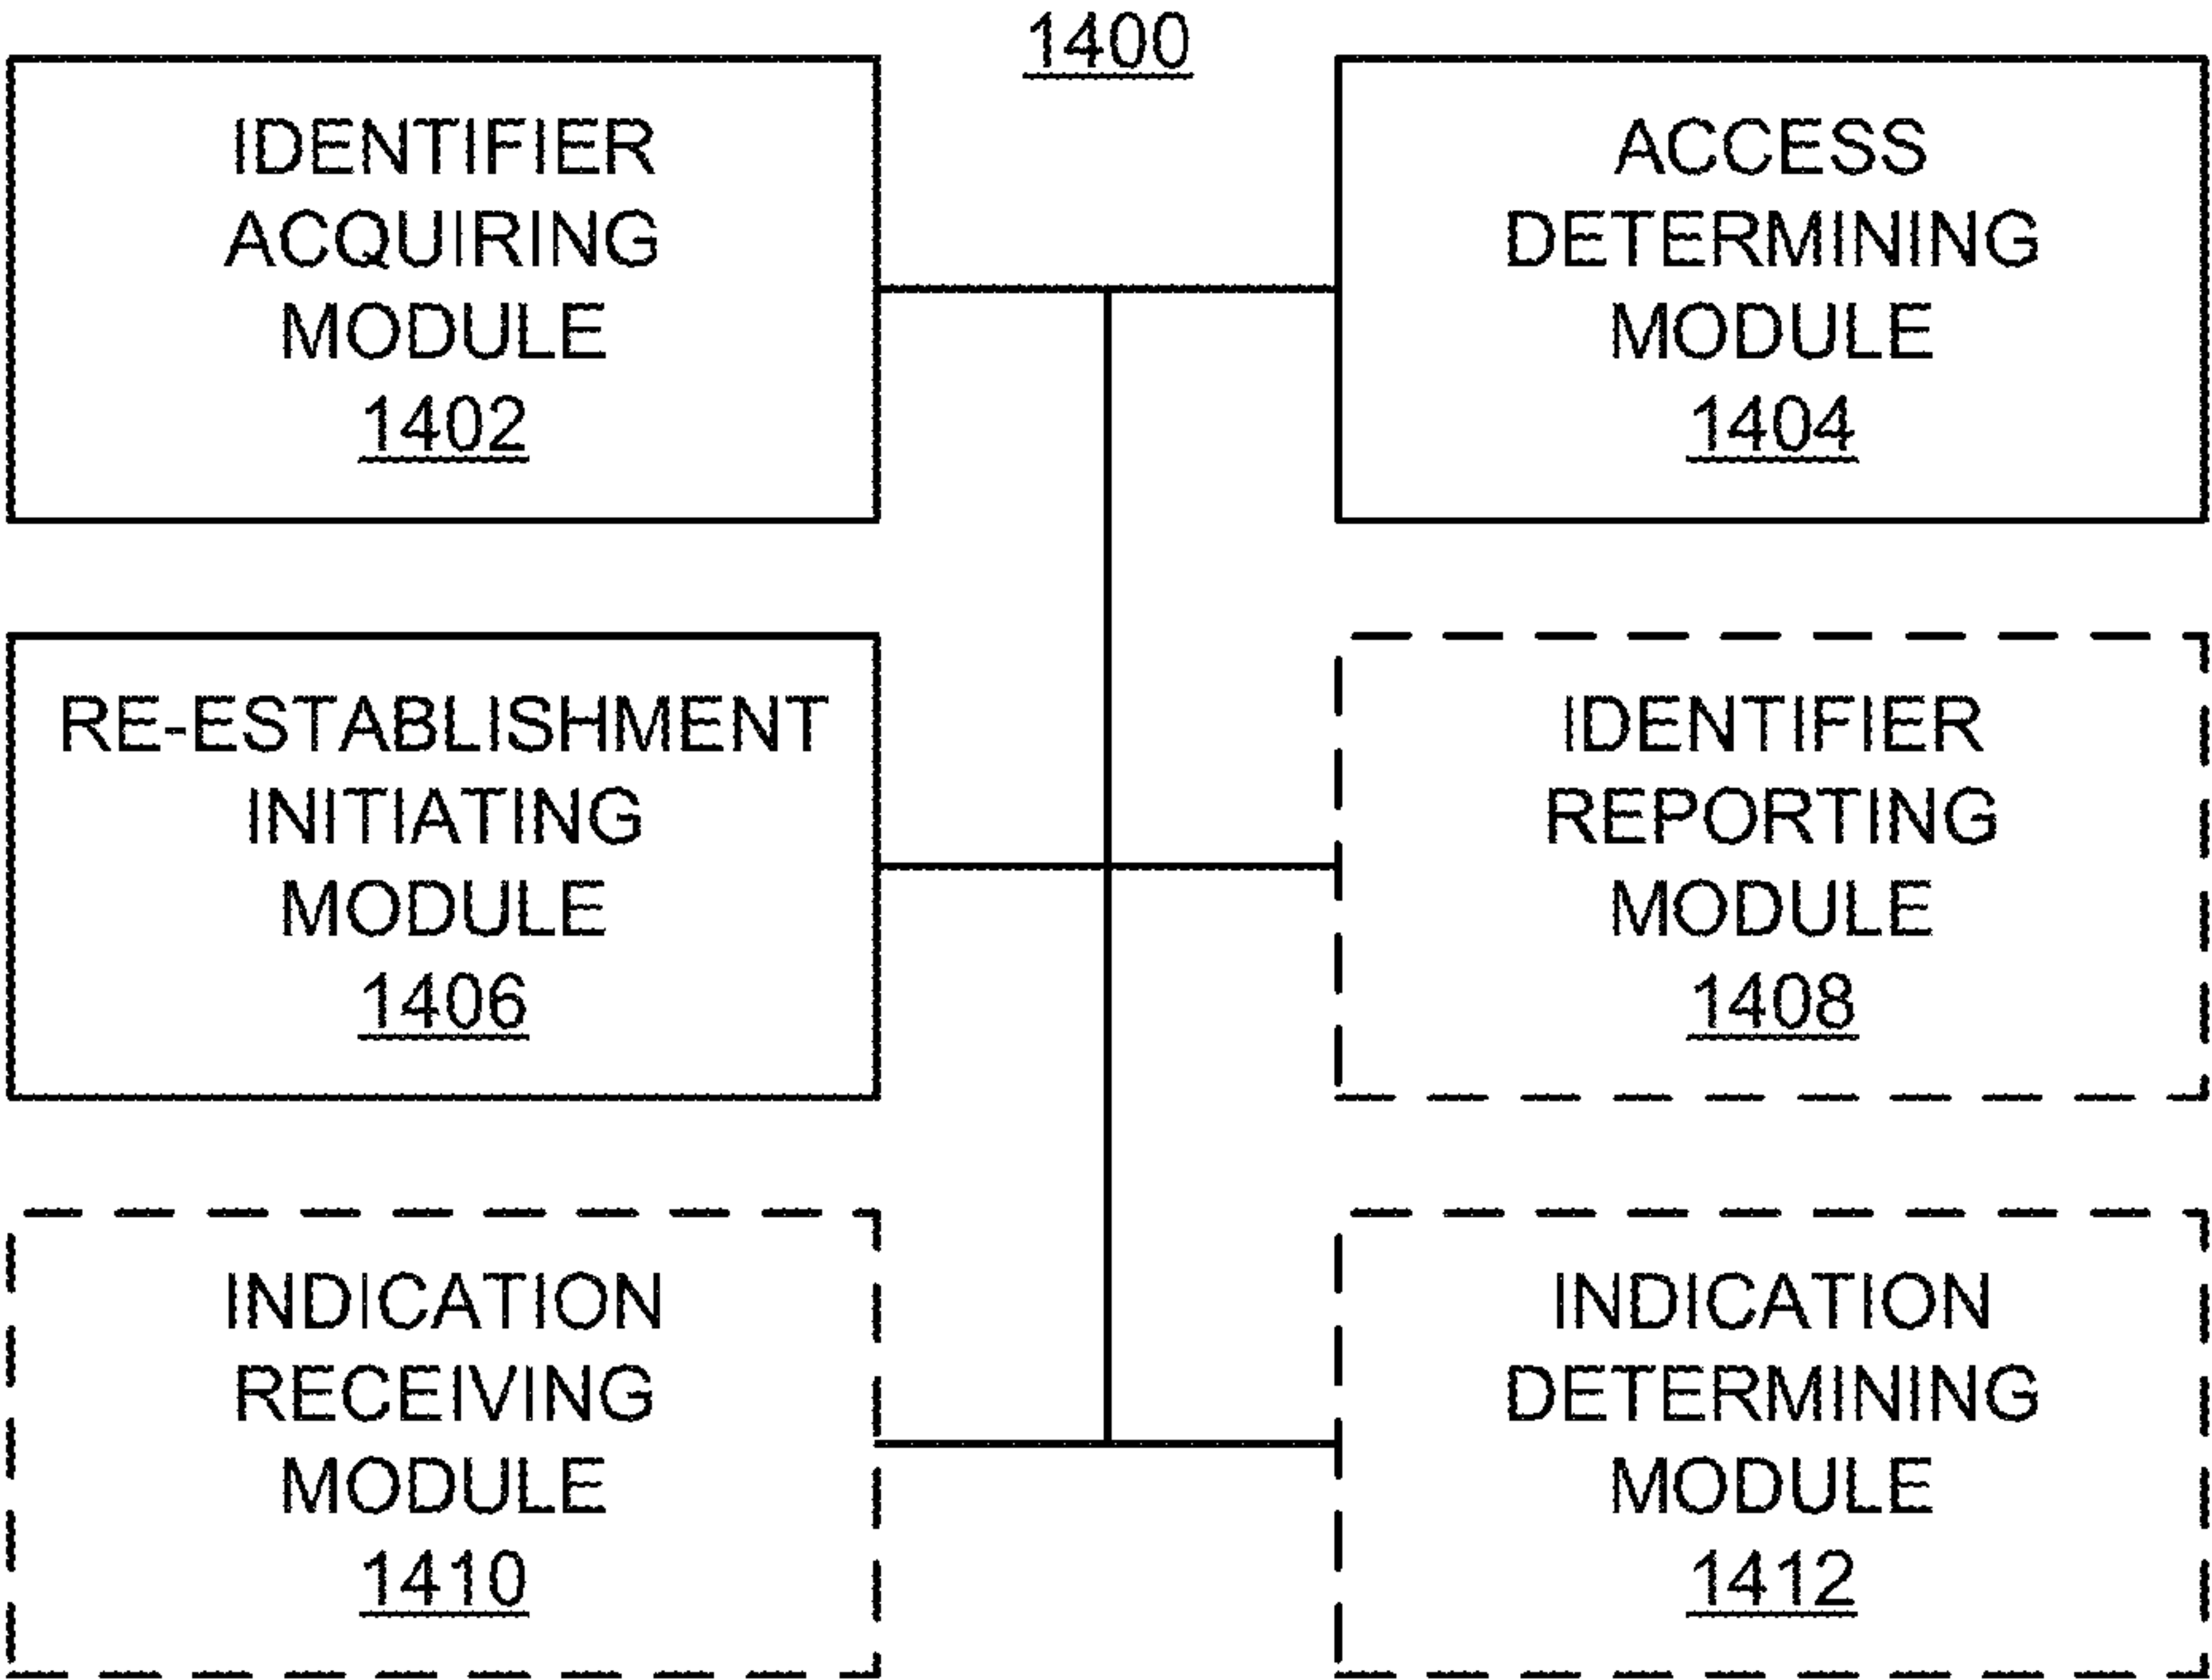 1400
IDENTIFIER
ACQUIRING
MODULE
1402
ACCESS
DETERMINING
MODULE
1404
RE-ESTABLISHMENT
INITIATING
MODULE
1406
IDENTIFIER
REPORTING
MODULE
1408
INDICATION
RECEIVING
MODULE
1410
INDICATION
DETERMINING
MODULE
1412